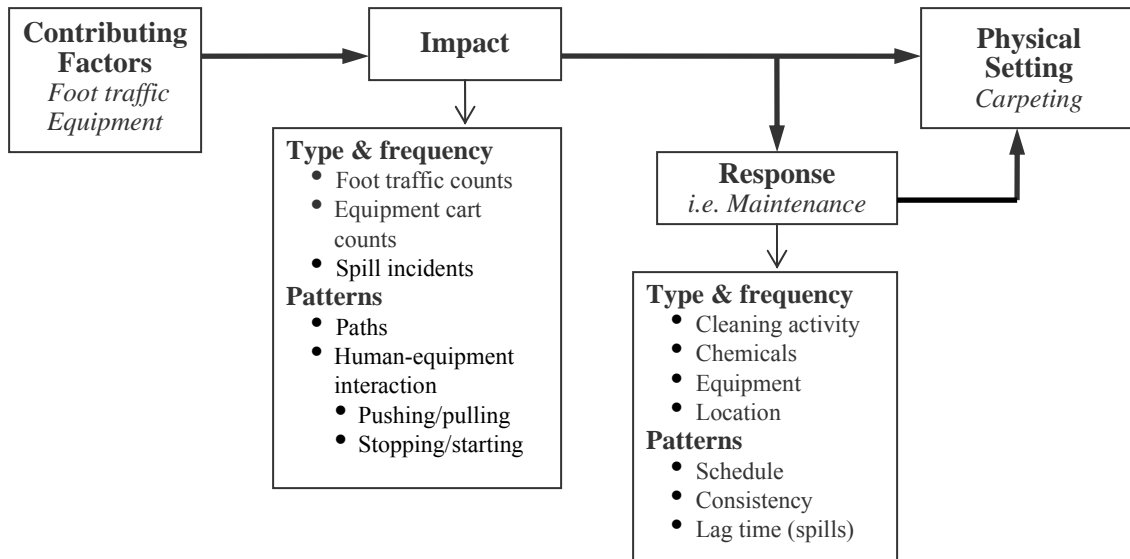 Contributing
Factors
Foot traffic
Equipment
Impact
Physical
Setting
Carpeting
Type & frequency
• Foot traffic counts
• Equipment cart
counts
• Spill incidents
Patterns
• Paths
• Human-equipment
interaction
• Pushing/pulling
• Stopping/starting
Response
i.e. Maintenance
Type & frequency
• Cleaning activity
• Chemicals
• Equipment
• Location
Patterns
• Schedule
• Consistency
• Lag time (spills)